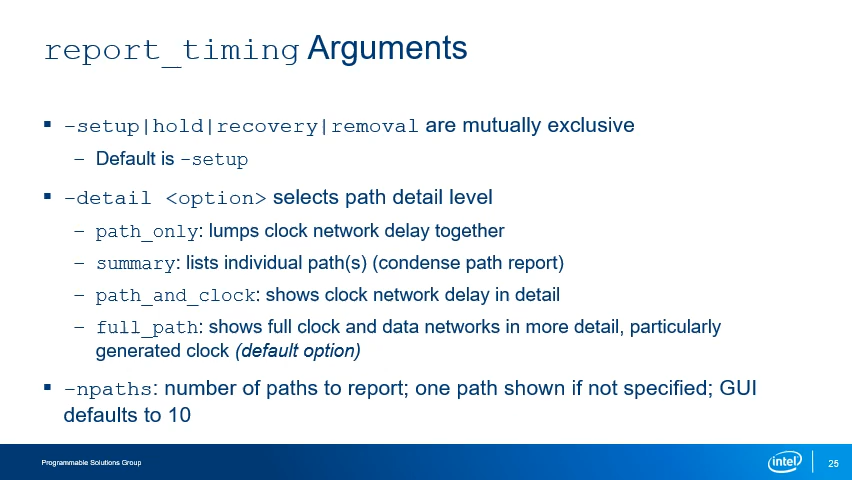 report_timing Arguments
▪ -setup|hold|recovery|removal are mutually exclusive
– Default is -setup
▪ -detail <option> selects path detail level
– path_only: lumps clock network delay together
– summary: lists individual path(s) (condense path report)
– path_and_clock: shows clock network delay in detail
– full_path: shows full clock and data networks in more detail, particularly
generated clock (default option)
▪ -npaths: number of paths to report; one path shown if not specified; GUI
defaults to 10
Programmable Solutions Group
intel
25